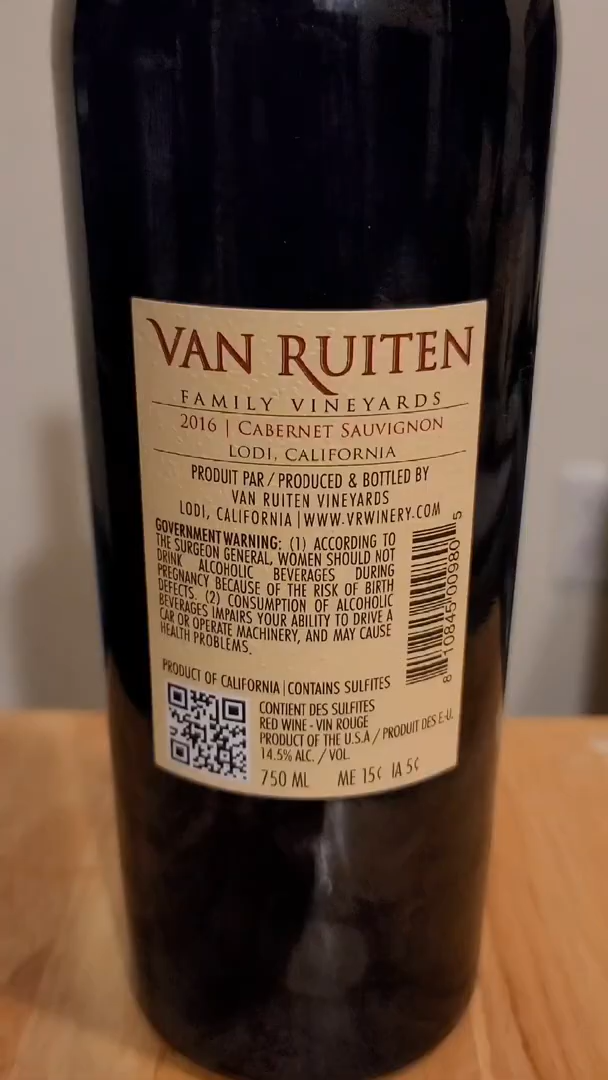 VAN RUITEN
FAMILY VINEYARDS
2016 | CABERNET SAUVIGNON
LODI, CALIFORNIA
PRODUIT PAR / PRODUCED & BOTTLED BY
VAN RUITEN VINEYARDS
LODI, CALIFORNIA | WWW.VRWINERY.COM
GOVERNMENT WARNING: (1) ACCORDING TO
THE SURGEON GENERAL, WOMEN SHOULD NOT
DRINK ALCOHOLIC BEVERAGES DURING
PREGNANCY BECAUSE OF THE RISK OF BIRTH
DEFECTS. (2) CONSUMPTION OF ALCOHOLIC
BEVERAGES IMPAIRS YOUR ABILITY TO DRIVE A
CAR OR OPERATE MACHINERY, AND MAY CAUSE
HEALTH PROBLEMS.
8 10845 00980 5
PRODUCT OF CALIFORNIA | CONTAINS SULFITES
CONTIENT DES SULFITES
RED WINE - VIN ROUGE
PRODUCT OF THE U.S.A / PRODUIT DES E-U.
14.5% ALC. / VOL.
750 ML ME 15¢ IA 5¢